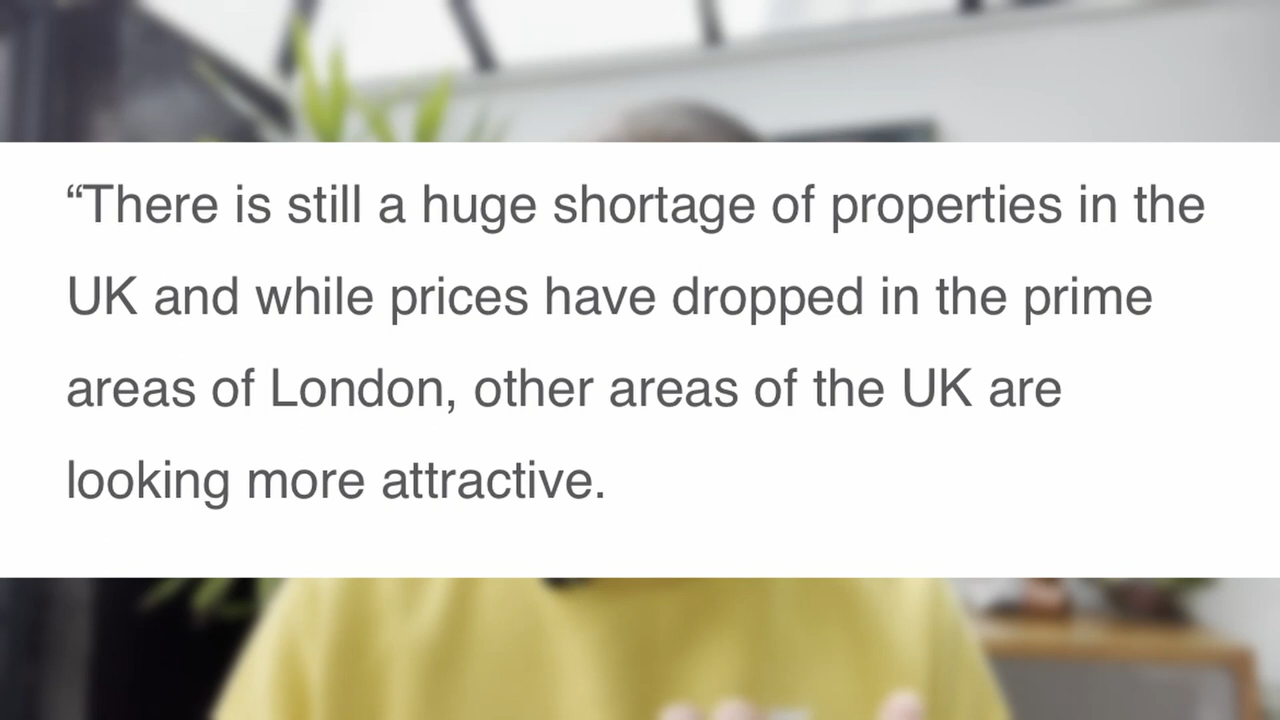 “There is still a huge shortage of properties in the
UK and while prices have dropped in the prime
areas of London, other areas of the UK are
looking more attractive.